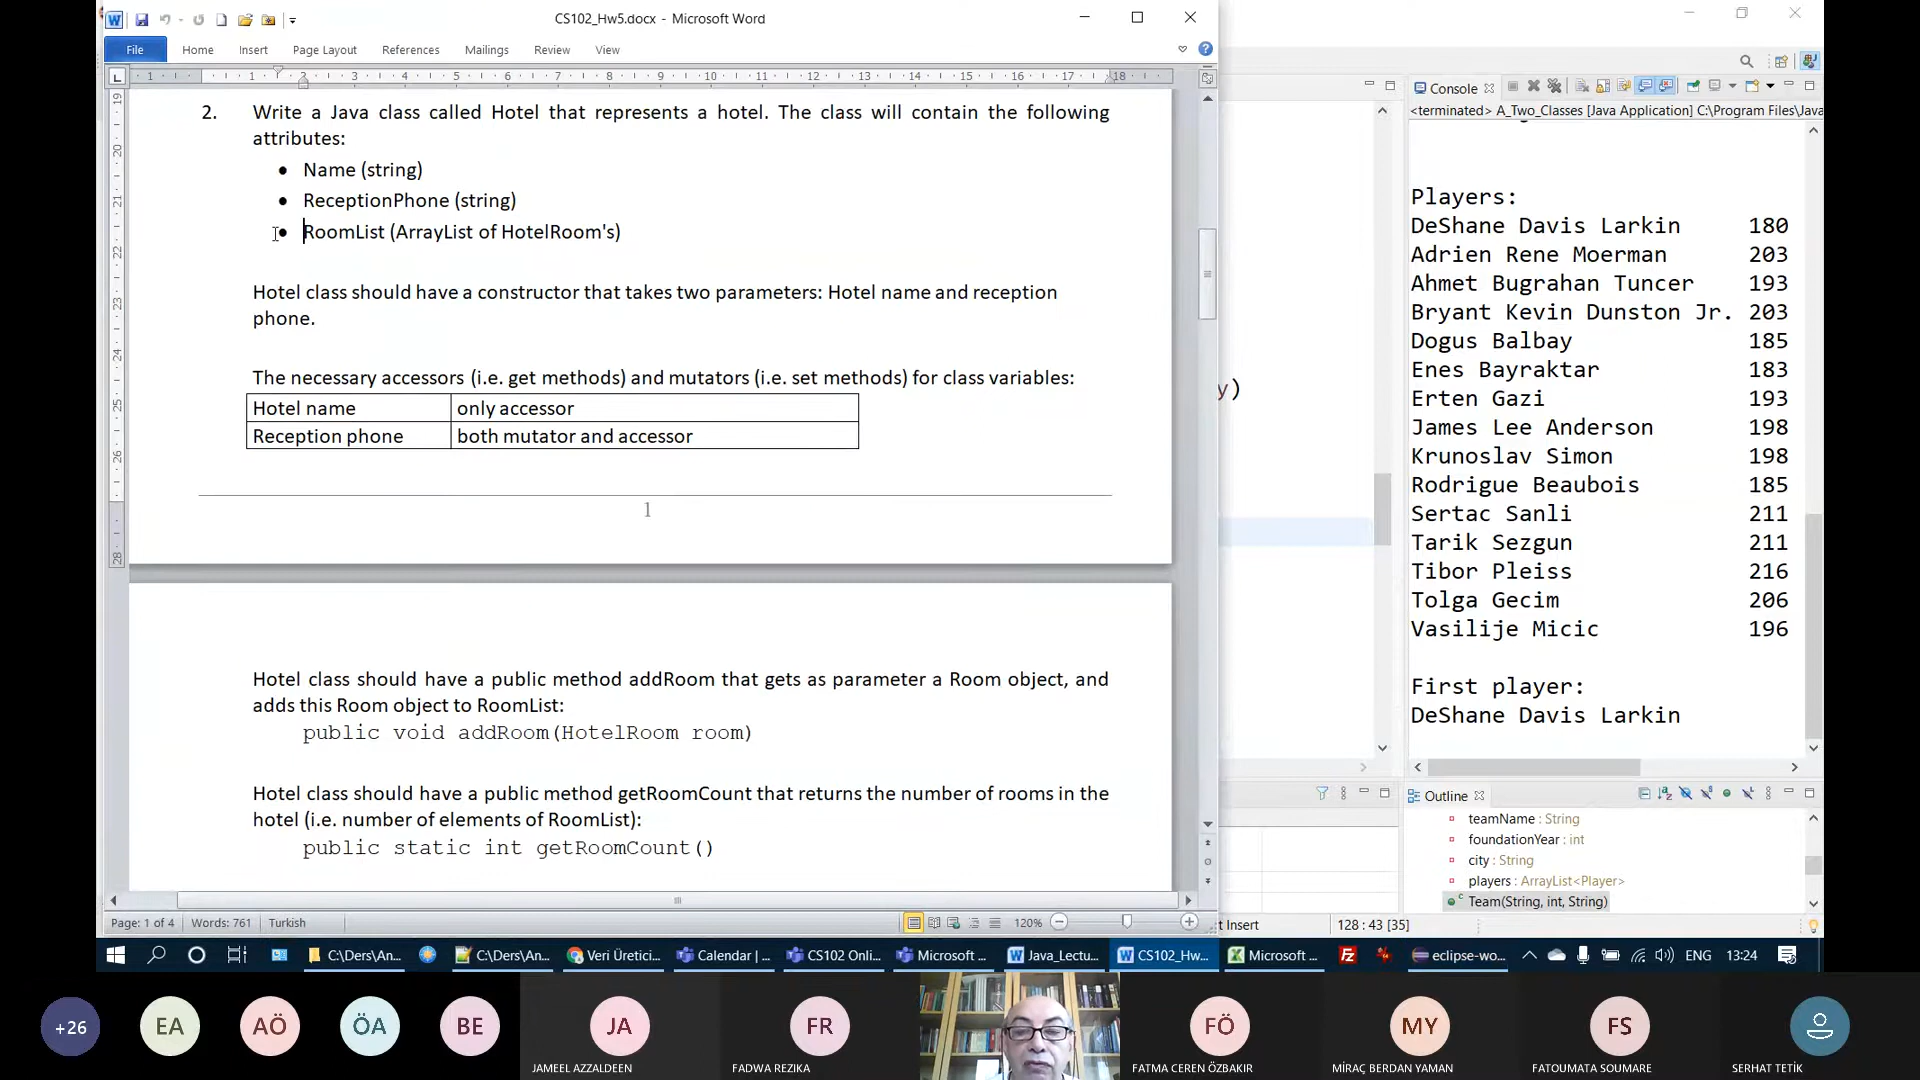 CS102_Hw5.docx - Microsoft Word
File Home Insert Page Layout References Mailings Review View
2. Write a Java class called Hotel that represents a hotel. The class will contain the following
attributes:
• Name (string)
• ReceptionPhone (string)
• RoomList (ArrayList of HotelRoom's)
Hotel class should have a constructor that takes two parameters: Hotel name and reception
phone.
The necessary accessors (i.e. get methods) and mutators (i.e. set methods) for class variables:
Hotel name only accessor
Reception phone both mutator and accessor
1
Hotel class should have a public method addRoom that gets as parameter a Room object, and
adds this Room object to RoomList:
public void addRoom(HotelRoom room)
Hotel class should have a public method getRoomCount that returns the number of rooms in the
hotel (i.e. number of elements of RoomList):
public static int getRoomCount()
Page: 1 of 4 Words: 761 Turkish 120%
y)
Console
<terminated> A_Two_Classes [Java Application] C:\Program Files\Java
Players:
DeShane Davis Larkin 180
Adrien Rene Moerman 203
Ahmet Bugrahan Tuncer 193
Bryant Kevin Dunston Jr. 203
Dogus Balbay 185
Enes Bayraktar 183
Erten Gazi 193
James Lee Anderson 198
Krunoslav Simon 198
Rodrigue Beaubois 185
Sertac Sanli 211
Tarik Sezgun 211
Tibor Pleiss 216
Tolga Gecim 206
Vasilije Micic 196
First player:
DeShane Davis Larkin
Outline
teamName : String
foundationYear : int
city : String
players : ArrayList<Player>
Team(String, int, String)
t Insert 128 : 43 [35]
C:\Ders\An... C:\Ders\An... Veri Üretici... Calendar | ... CS102 Onli... Microsoft ... Java_Lectu... CS102_Hw... Microsoft ... eclipse-wo... ENG 13:24
+26 EA AÖ ÖA BE JA FR FÖ MY FS
JAMEEL AZZALDEEN FADWA REZIKA FATMA CEREN ÖZBAKIR MİRAÇ BERDAN YAMAN FATOUMATA SOUMARE SERHAT TETİK